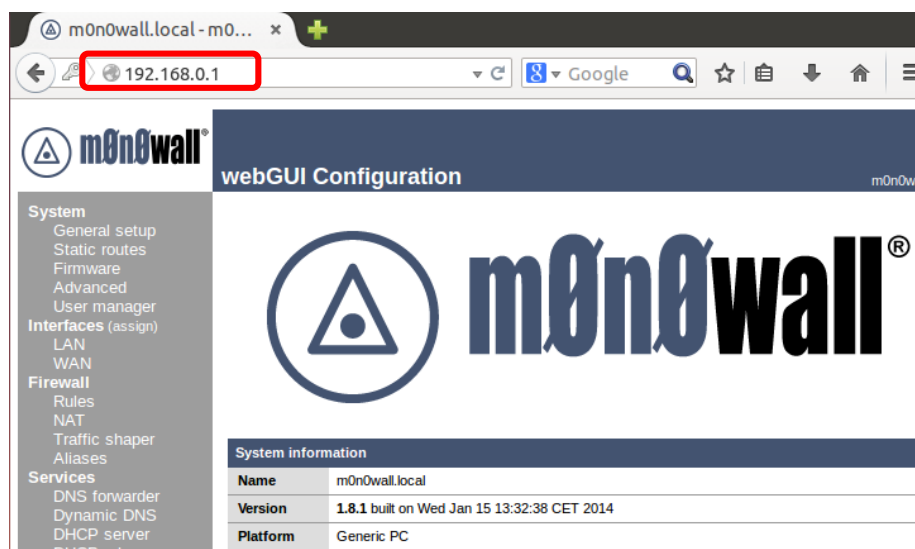 m0n0wall.local - m0...
192.168.0.1
Google
m0n0wall®
webGUI Configuration
m0n0w
System
General setup
Static routes
Firmware
Advanced
User manager
Interfaces (assign)
LAN
WAN
Firewall
Rules
NAT
Traffic shaper
Aliases
Services
DNS forwarder
Dynamic DNS
DHCP server
m0n0wall®
System information
Name m0n0wall.local
Version 1.8.1 built on Wed Jan 15 13:32:38 CET 2014
Platform Generic PC